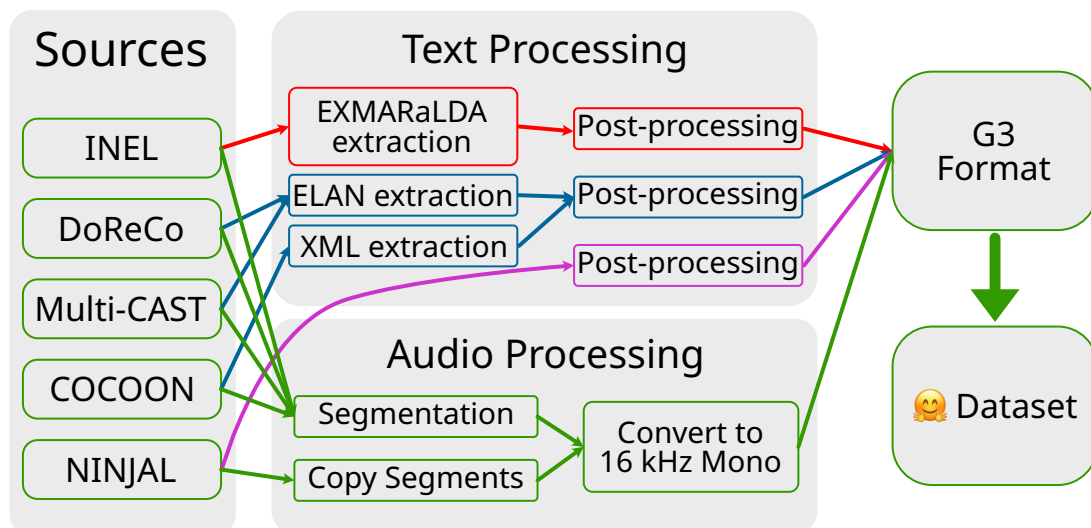 Sources
INEL
DoReCo
Multi-CAST
COCOON
NINJAL
Text Processing
EXMARaLDA
extraction
Post-processing
ELAN extraction
Post-processing
XML extraction
Post-processing
Audio Processing
Segmentation
Copy Segments
Convert to
16 kHz Mono
G3
Format
🤗 Dataset